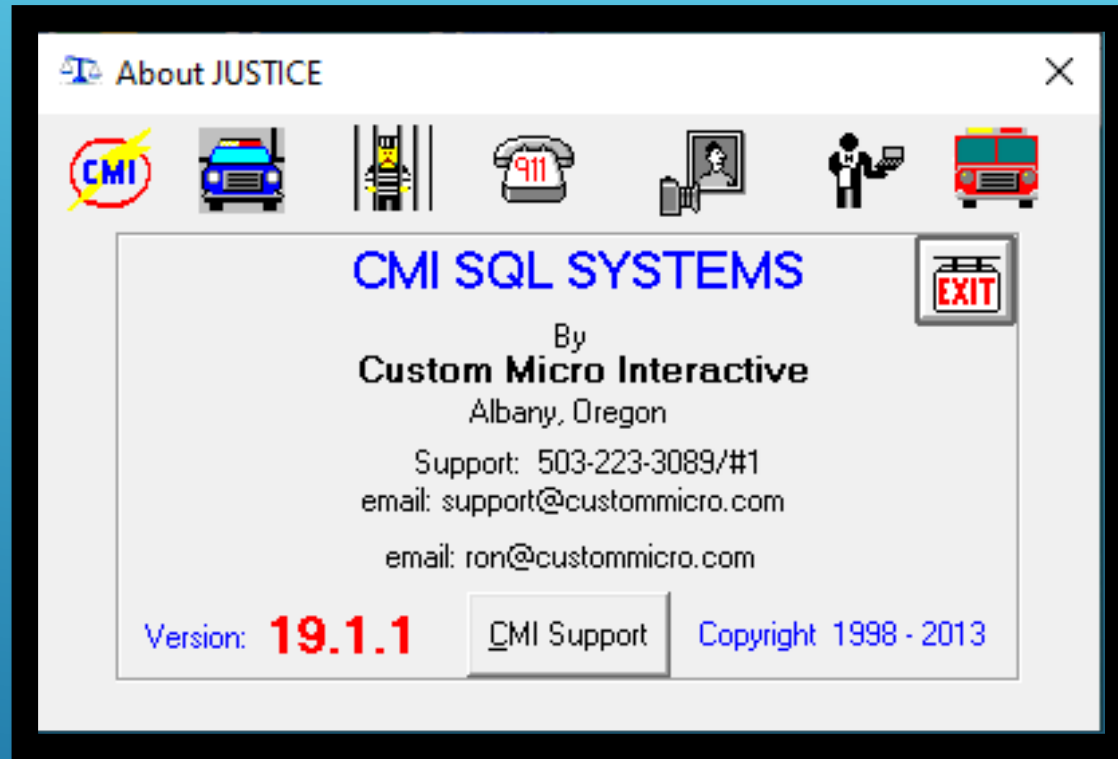 About JUSTICE
CMI
911
CMI SQL SYSTEMS
EXIT
By
Custom Micro Interactive
Albany, Oregon
Support: 503-223-3089/#1
email: support@custommicro.com
email: ron@custommicro.com
Version: 19.1.1
CMI Support
Copyright 1998 - 2013